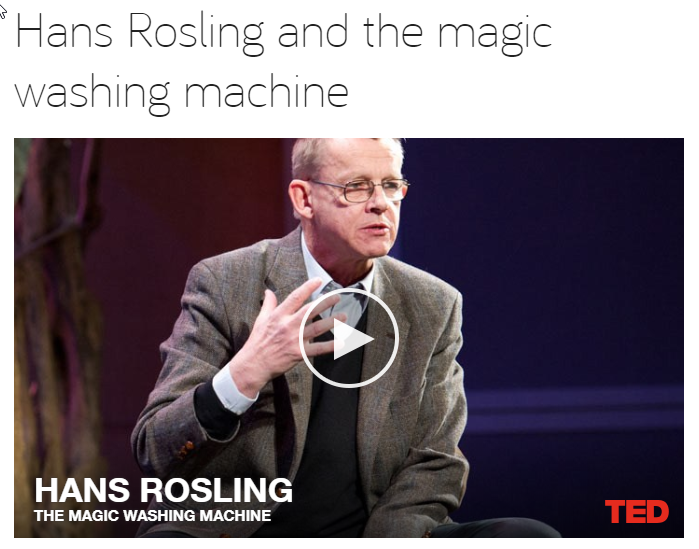 Hans Rosling and the magic
washing machine
HANS ROSLING
THE MAGIC WASHING MACHINE
TED